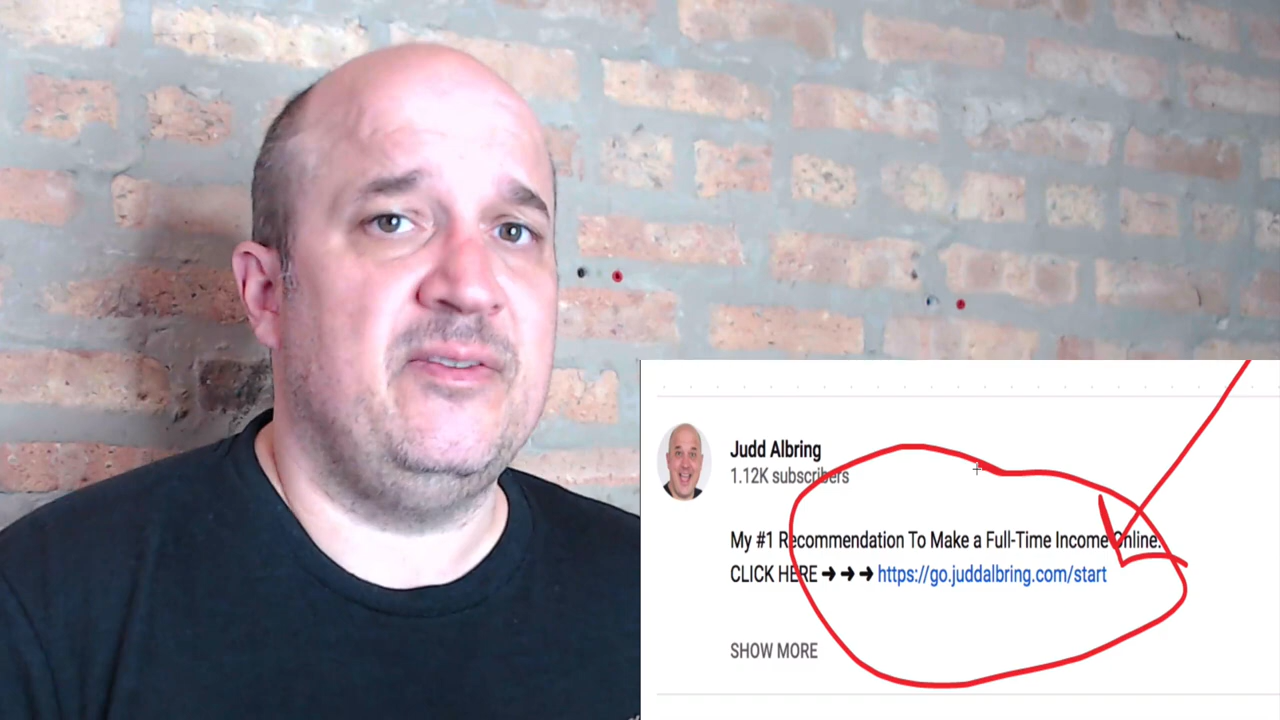 Judd Albring
1.12K subscribers
My #1 Recommendation To Make a Full-Time Income Online.
CLICK HERE ➜ ➜ ➜ https://go.juddalbring.com/start
SHOW MORE